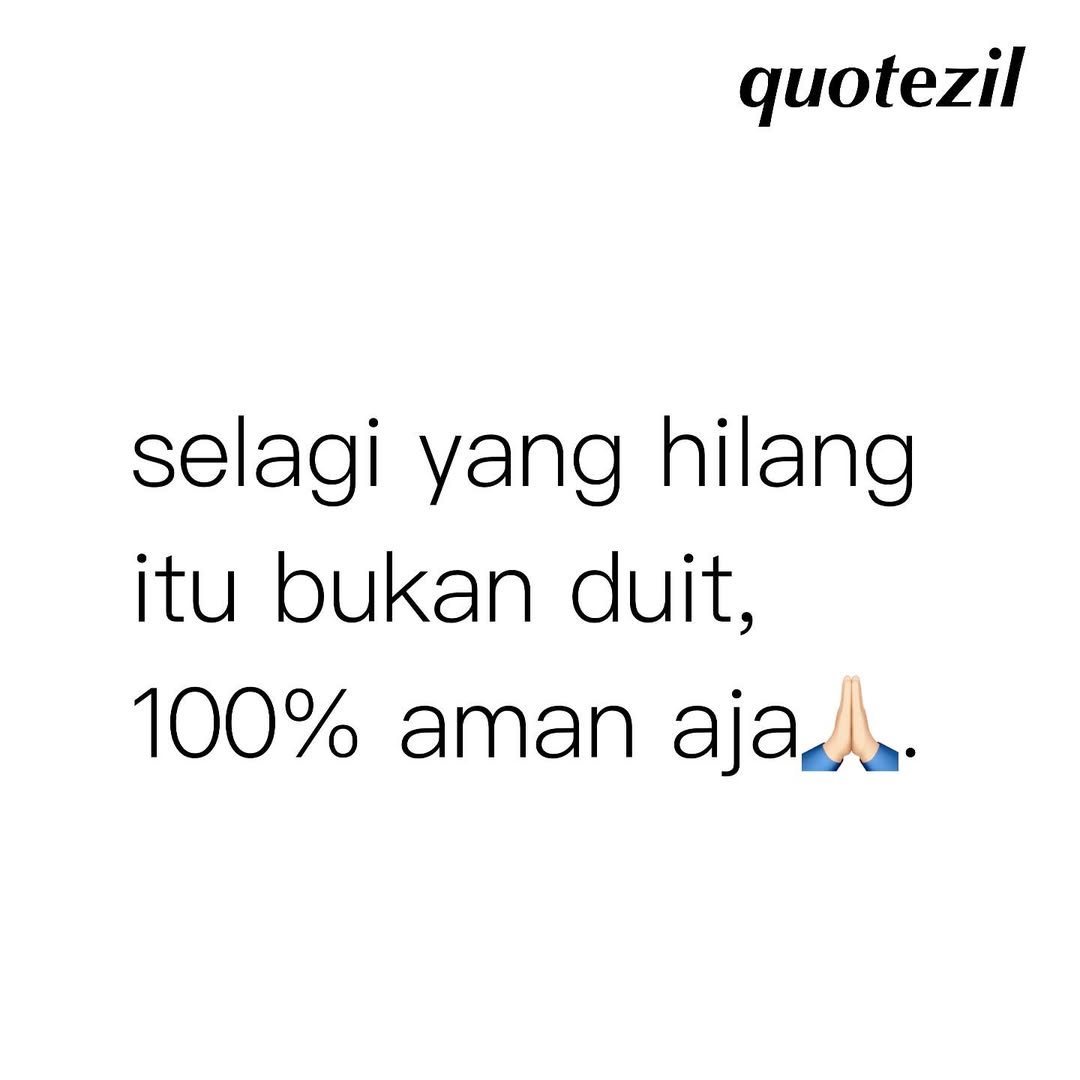 quotezil
selagi yang hilang
itu bukan duit,
100% aman aja🙏🏻.